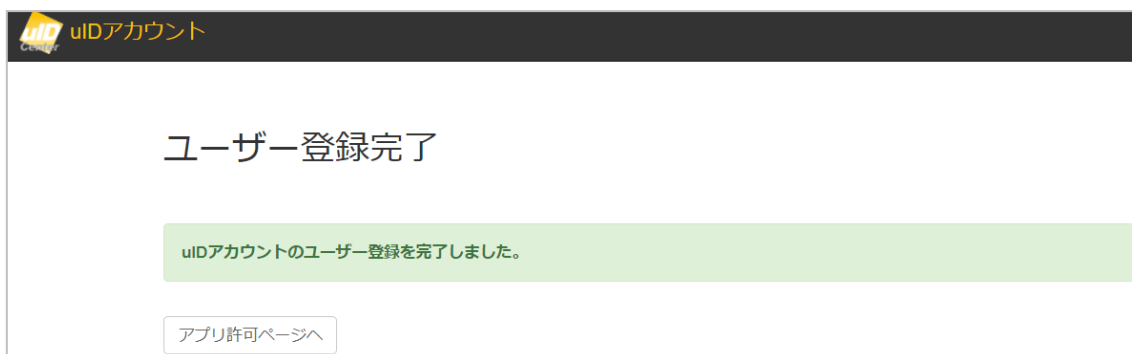 uID
Center
uIDアカウント
ユーザー登録完了
uIDアカウントのユーザー登録を完了しました。
アプリ許可ページへ